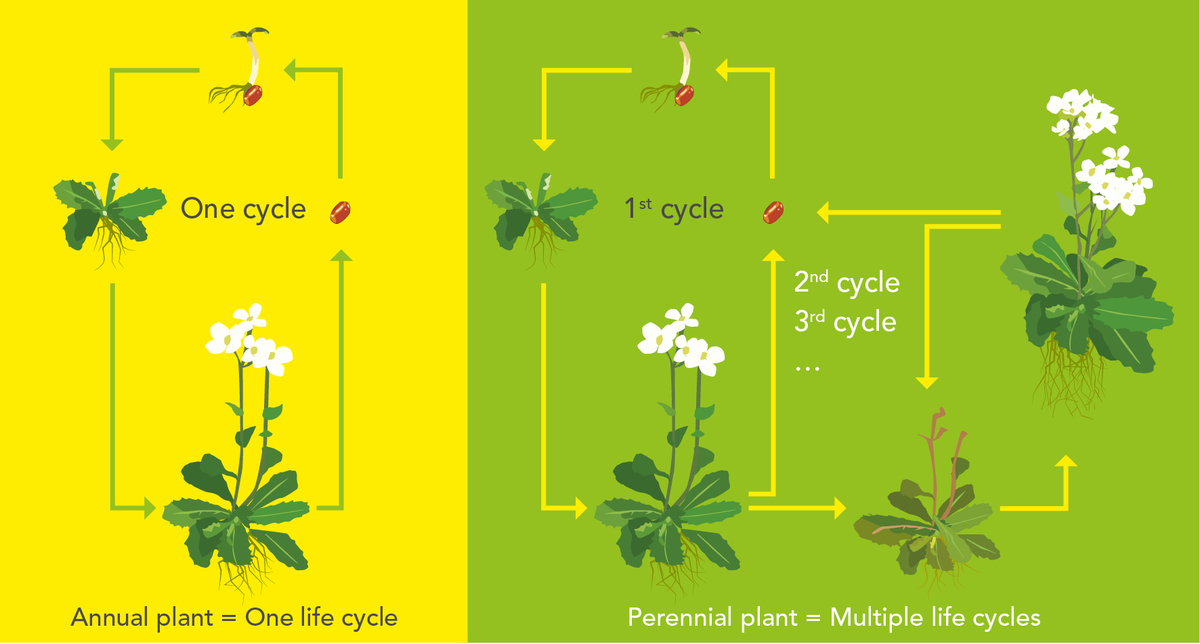 One cycle
Annual plant = One life cycle
1st cycle
2nd cycle
3rd cycle
...
Perennial plant = Multiple life cycles